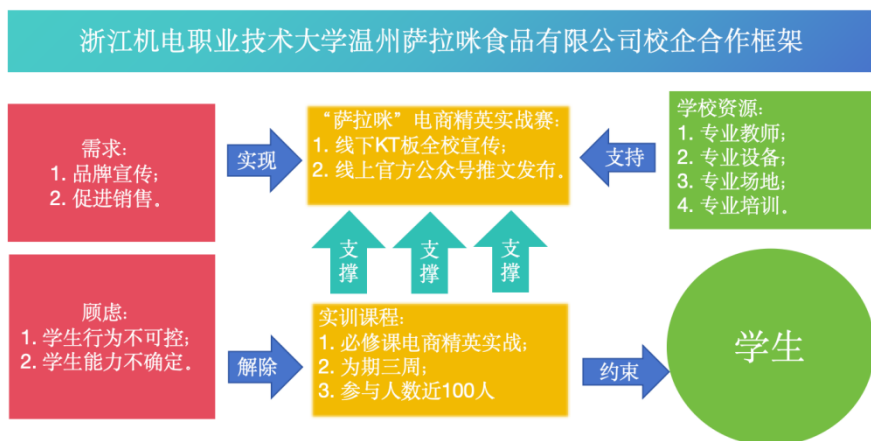 浙江机电职业技术大学温州萨拉咪食品有限公司校企合作框架
需求:
1. 品牌宣传;
2. 促进销售。
实现
“萨拉咪”电商精英实战赛:
1. 线下KT板全校宣传;
2. 线上官方公众号推文发布。
支持
学校资源:
1. 专业教师;
2. 专业设备;
3. 专业场地;
4. 专业培训。
支撑
支撑
支撑
顾虑:
1. 学生行为不可控;
2. 学生能力不确定。
解除
实训课程:
1. 必修课电商精英实战;
2. 为期三周;
3. 参与人数近100人
约束
学生